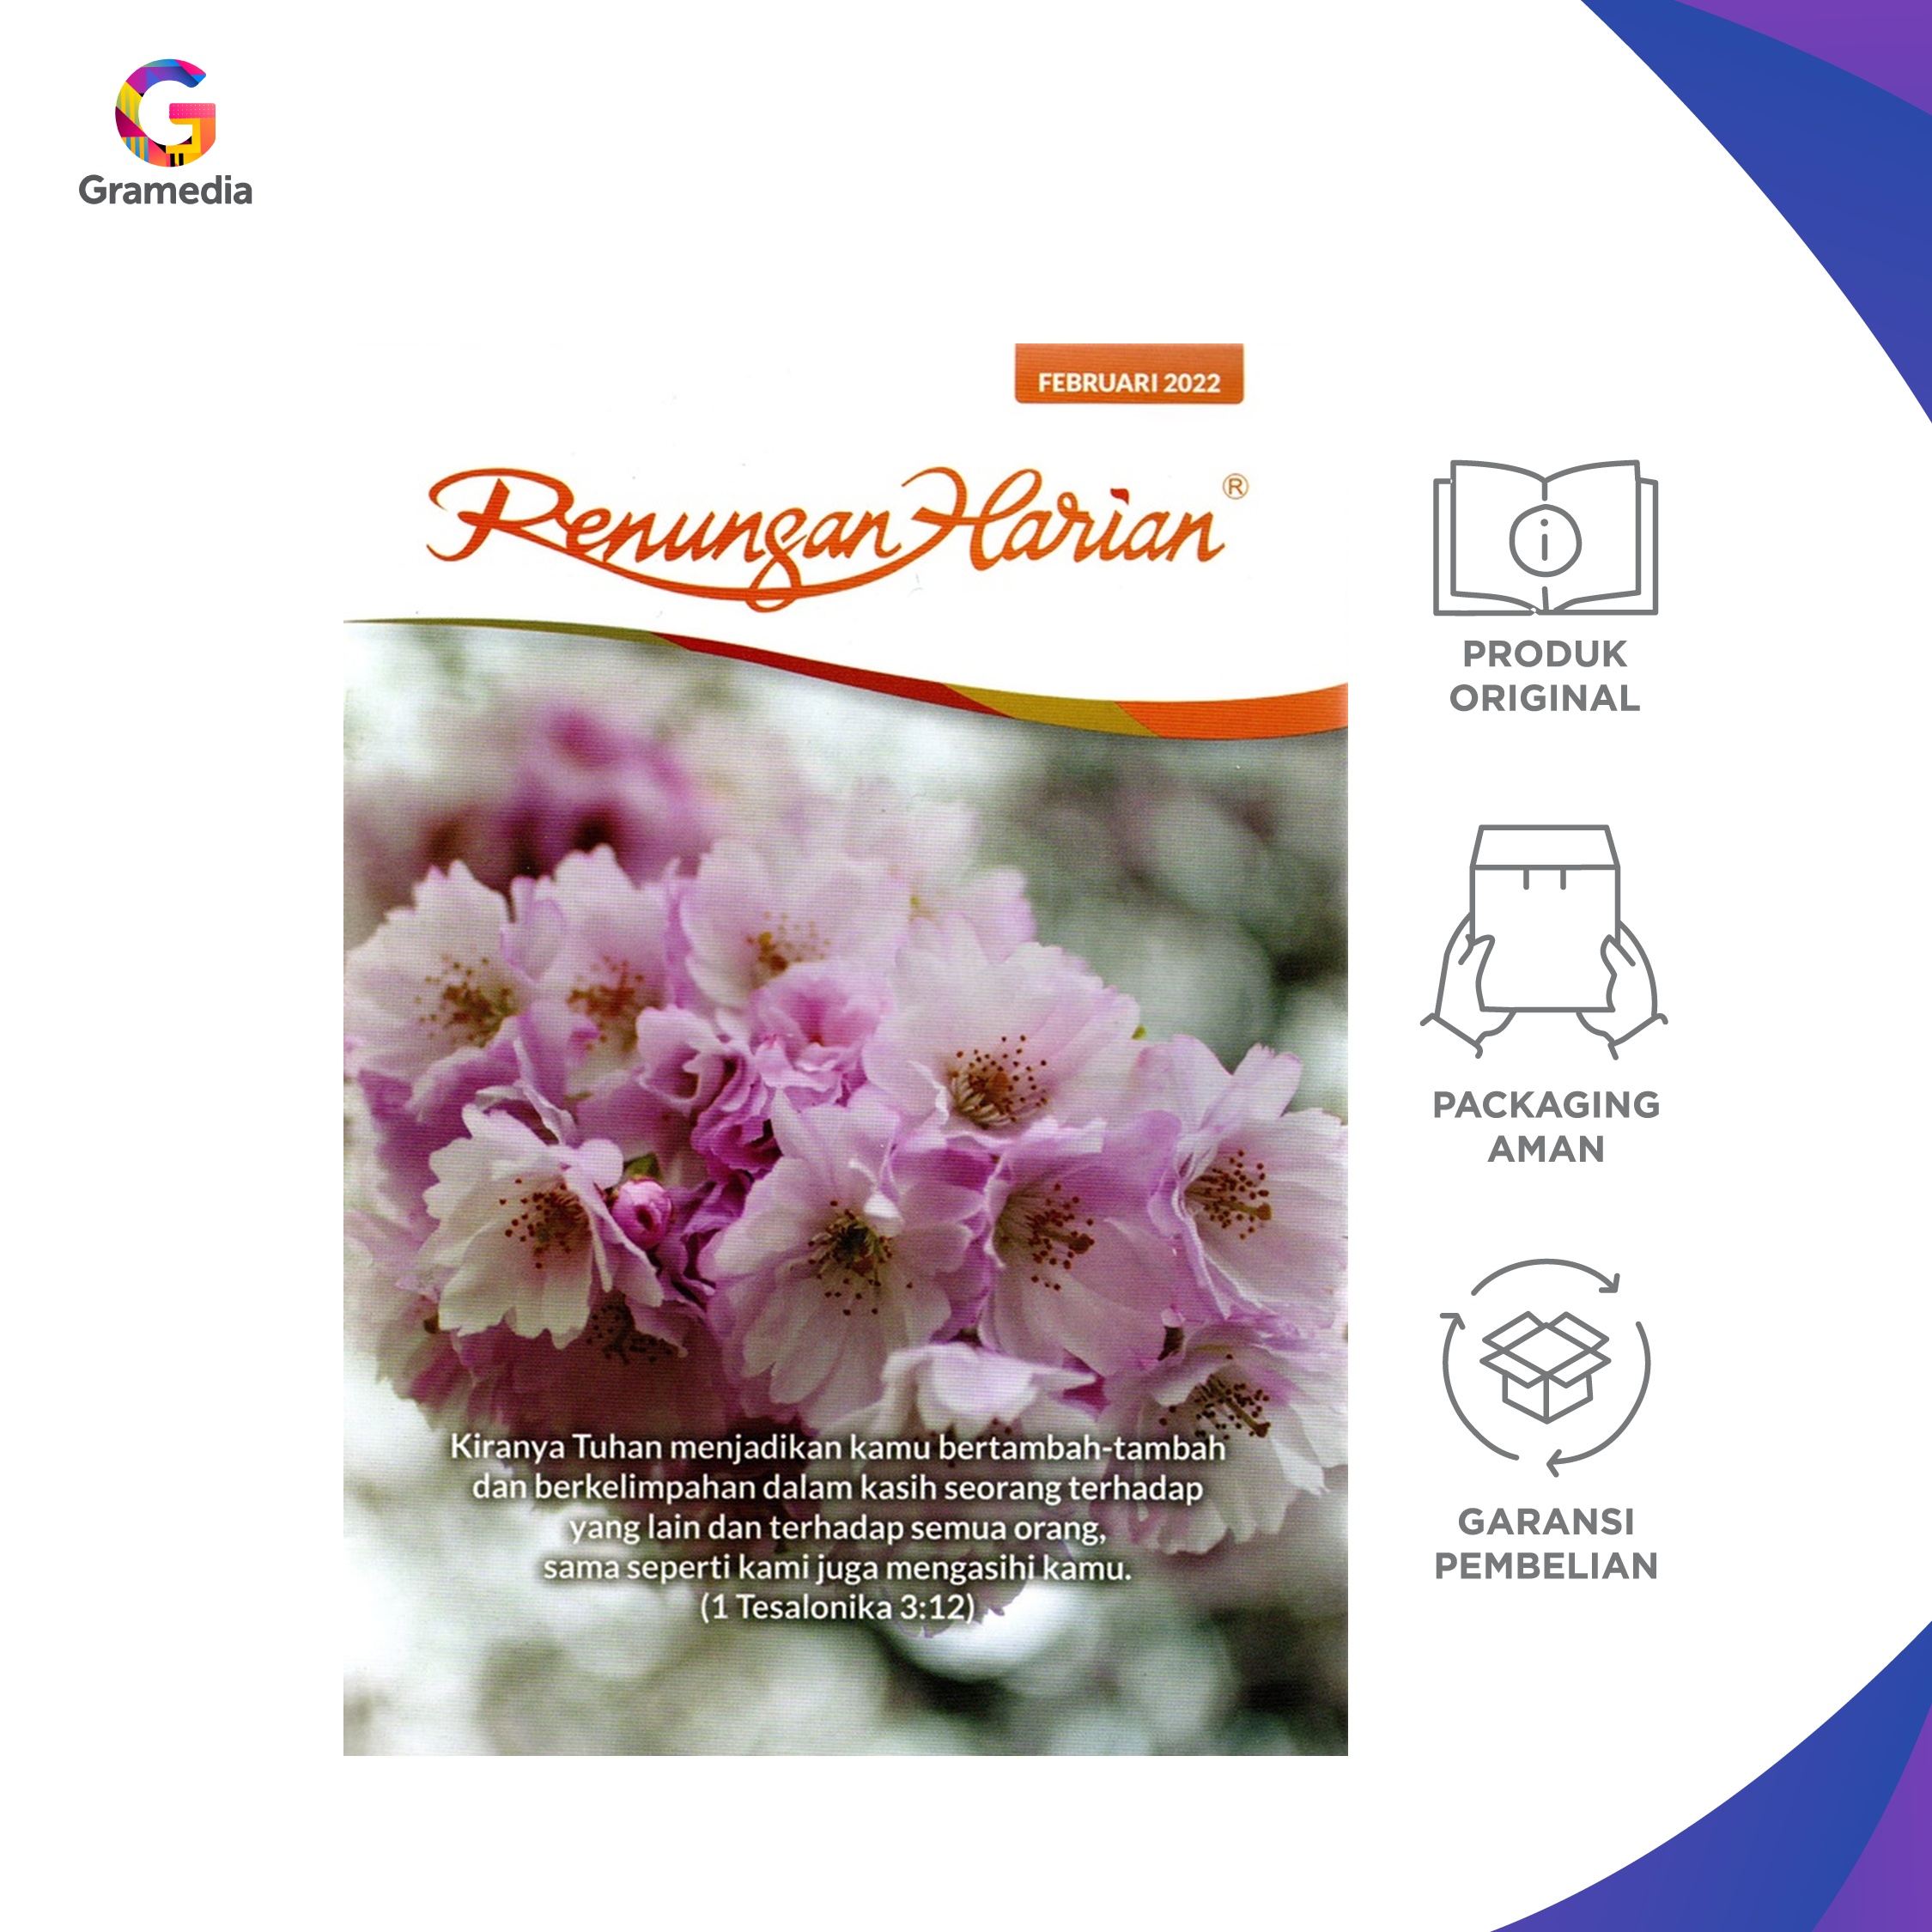 Gramedia
FEBRUARI 2022
Renungan Harian®
Kiranya Tuhan menjadikan kamu bertambah-tambah
dan berkelimpahan dalam kasih seorang terhadap
yang lain dan terhadap semua orang,
sama seperti kami juga mengasihi kamu.
(1 Tesalonika 3:12)
PRODUK
ORIGINAL
PACKAGING
AMAN
GARANSI
PEMBELIAN